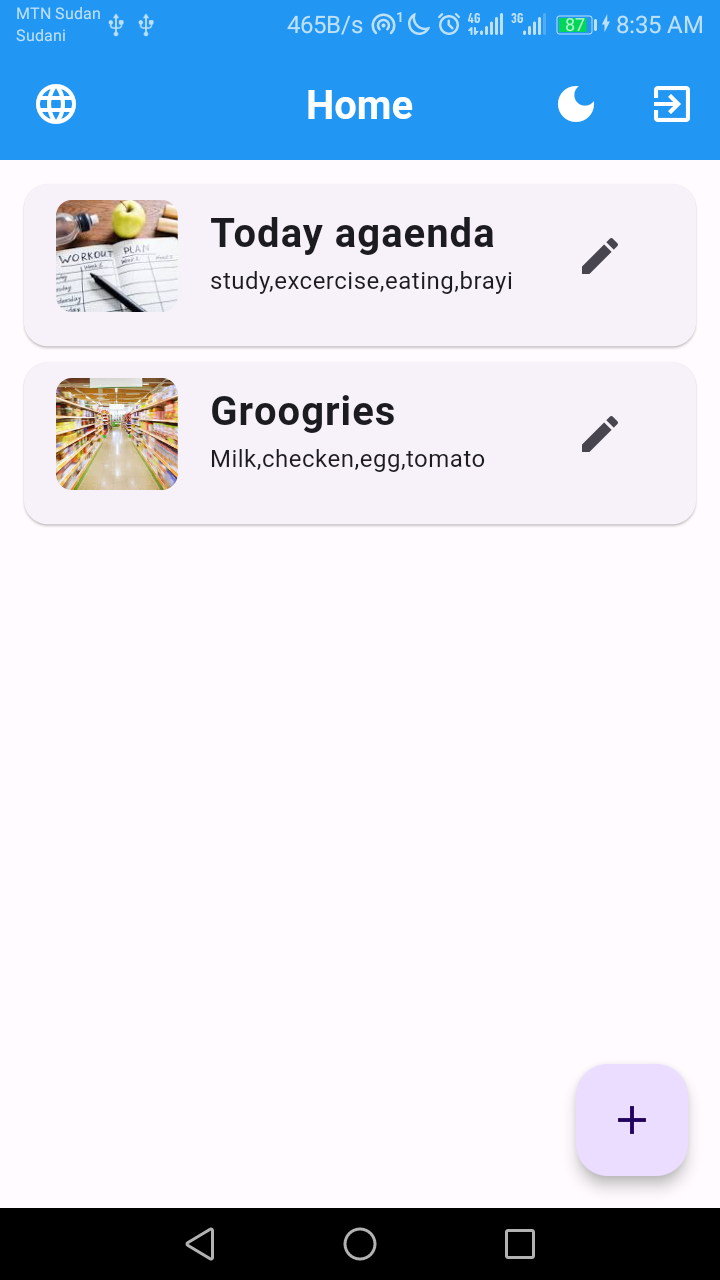 MTN Sudan
Sudani
465B/s 1 4G 3G 87 8:35 AM
Home
Today agaenda
study,excercise,eating,brayi
WORKOUT PLAN
Groogries
Milk,checken,egg,tomato